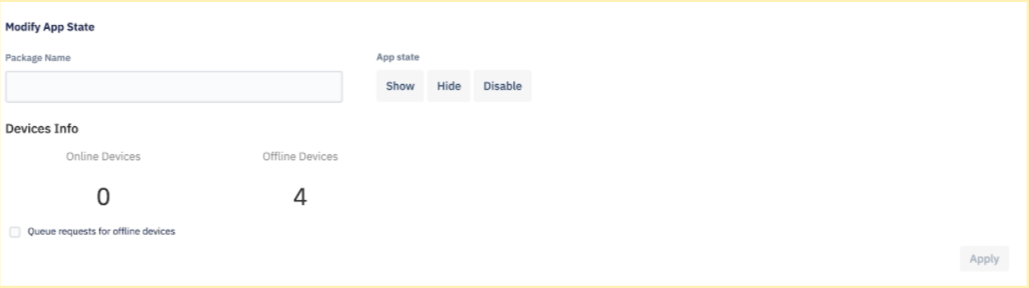 Modify App State
Package Name App state
Show Hide Disable
Devices Info
Online Devices Offline Devices
0 4
Queue requests for offline devices
Apply